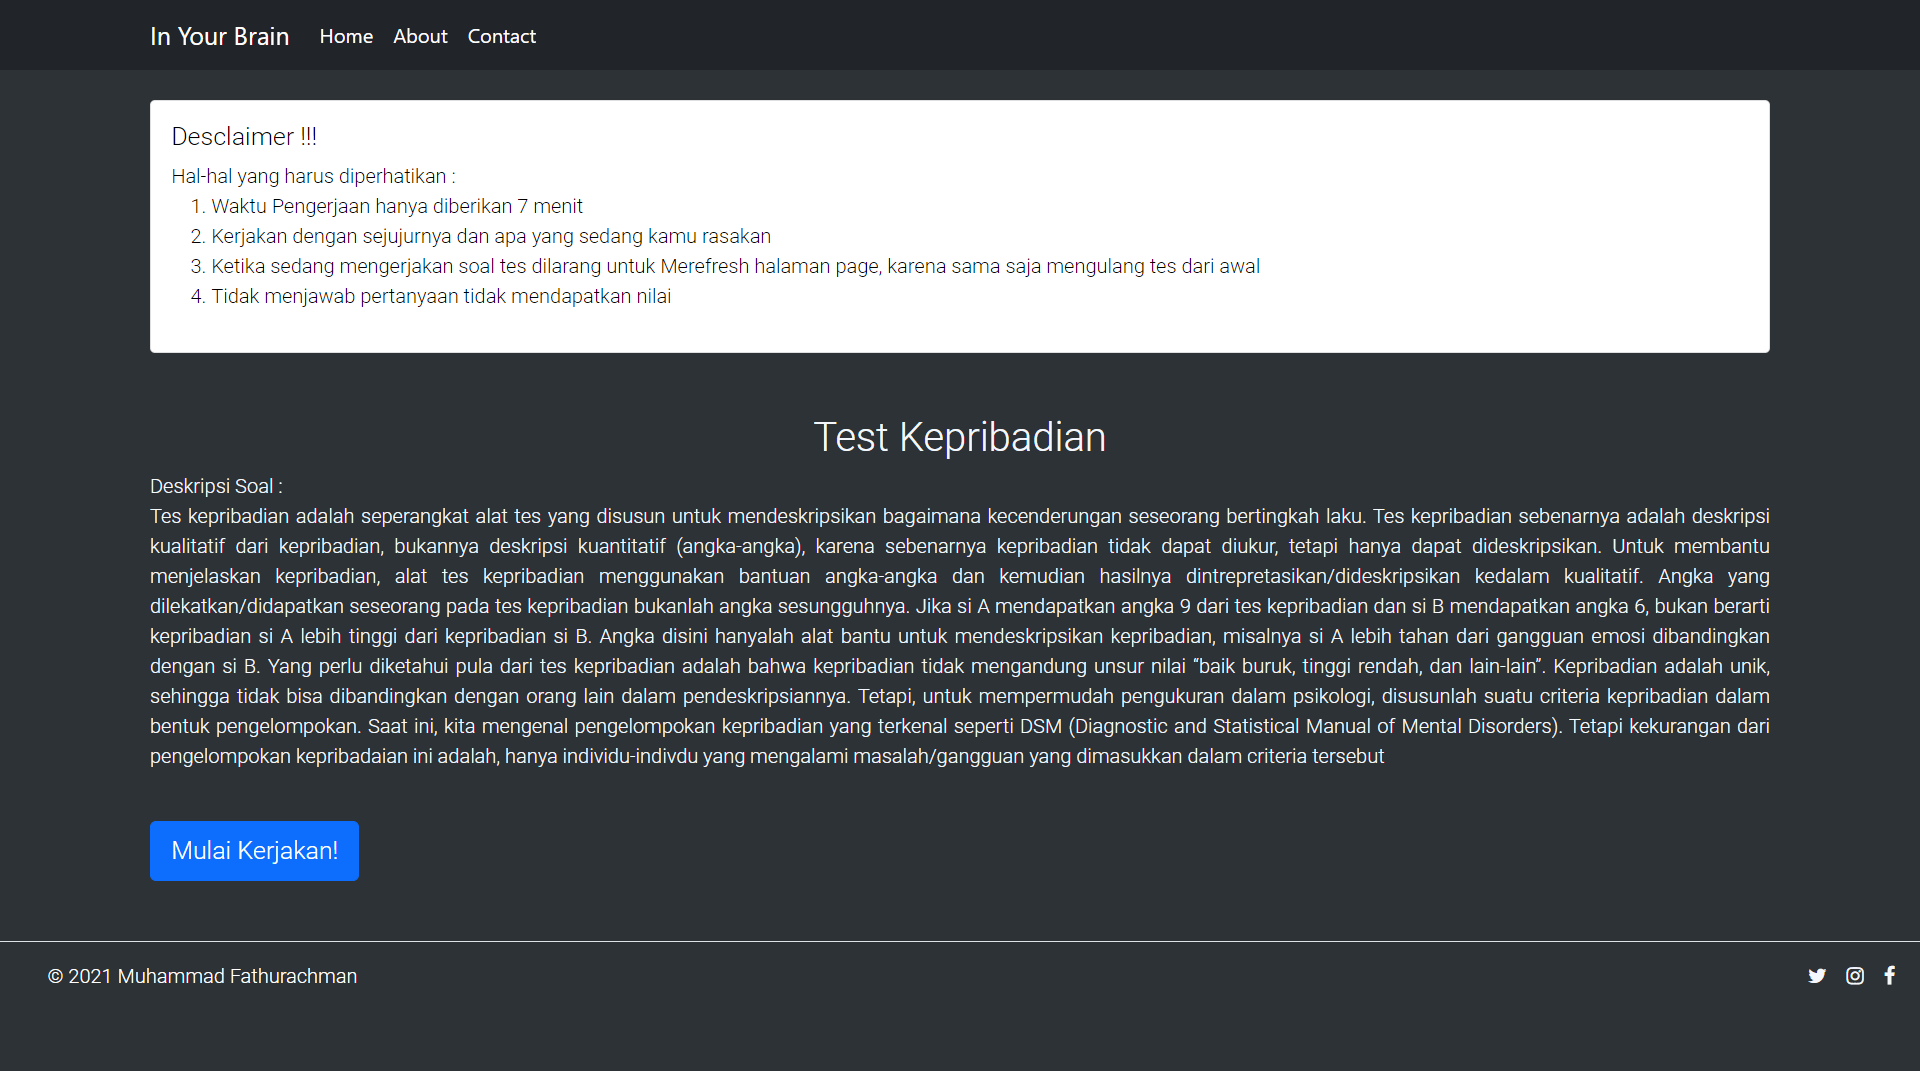 In Your Brain Home About Contact
Desclaimer !!!
Hal-hal yang harus diperhatikan :
1. Waktu Pengerjaan hanya diberikan 7 menit
2. Kerjakan dengan sejujurnya dan apa yang sedang kamu rasakan
3. Ketika sedang mengerjakan soal tes dilarang untuk Merefresh halaman page, karena sama saja mengulang tes dari awal
4. Tidak menjawab pertanyaan tidak mendapatkan nilai
Test Kepribadian
Deskripsi Soal :
Tes kepribadian adalah seperangkat alat tes yang disusun untuk mendeskripsikan bagaimana kecenderungan seseorang bertingkah laku. Tes kepribadian sebenarnya adalah deskripsi
kualitatif dari kepribadian, bukannya deskripsi kuantitatif (angka-angka), karena sebenarnya kepribadian tidak dapat diukur, tetapi hanya dapat dideskripsikan. Untuk membantu
menjelaskan kepribadian, alat tes kepribadian menggunakan bantuan angka-angka dan kemudian hasilnya dintrepretasikan/dideskripsikan kedalam kualitatif. Angka yang
dilekatkan/didapatkan seseorang pada tes kepribadian bukanlah angka sesungguhnya. Jika si A mendapatkan angka 9 dari tes kepribadian dan si B mendapatkan angka 6, bukan berarti
kepribadian si A lebih tinggi dari kepribadian si B. Angka disini hanyalah alat bantu untuk mendeskripsikan kepribadian, misalnya si A lebih tahan dari gangguan emosi dibandingkan
dengan si B. Yang perlu diketahui pula dari tes kepribadian adalah bahwa kepribadian tidak mengandung unsur nilai “baik buruk, tinggi rendah, dan lain-lain”. Kepribadian adalah unik,
sehingga tidak bisa dibandingkan dengan orang lain dalam pendeskripsiannya. Tetapi, untuk mempermudah pengukuran dalam psikologi, disusunlah suatu criteria kepribadian dalam
bentuk pengelompokan. Saat ini, kita mengenal pengelompokan kepribadian yang terkenal seperti DSM (Diagnostic and Statistical Manual of Mental Disorders). Tetapi kekurangan dari
pengelompokan kepribadaian ini adalah, hanya individu-indivdu yang mengalami masalah/gangguan yang dimasukkan dalam criteria tersebut
Mulai Kerjakan!
© 2021 Muhammad Fathurachman